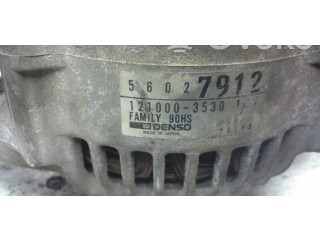 5602 7912
121000-3530
FAMILY 90HS
DENSO
MADE IN JAPAN